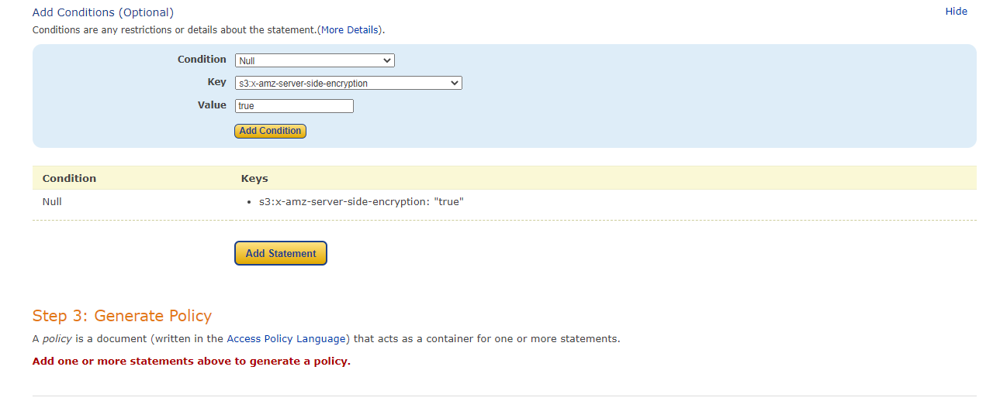 Add Conditions (Optional)
Hide
Conditions are any restrictions or details about the statement.(More Details).
Condition
Null
Key
s3:x-amz-server-side-encryption
Value
true
Add Condition
Condition
Keys
Null
• s3:x-amz-server-side-encryption: "true"
Add Statement
Step 3: Generate Policy
A policy is a document (written in the Access Policy Language) that acts as a container for one or more statements.
Add one or more statements above to generate a policy.